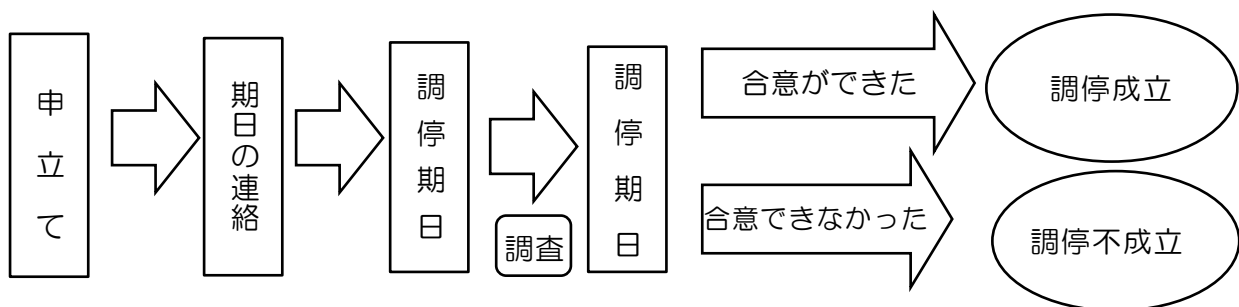 申立て
期日の連絡
調停期日
調査
調停期日
合意ができた
調停成立
合意できなかった
調停不成立